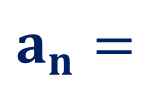 aₙ =